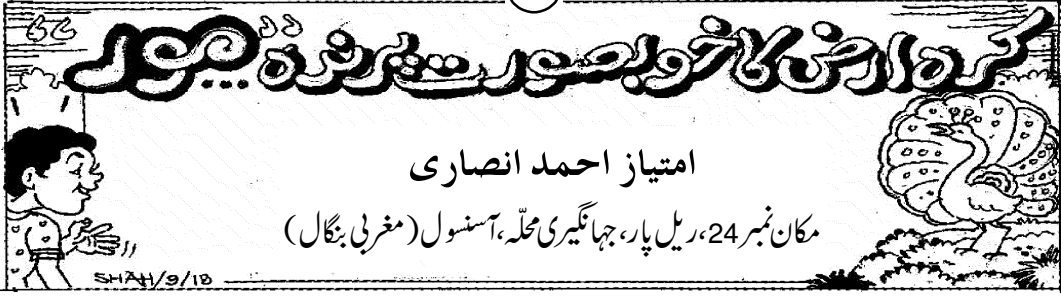 کرۂ ارض کا خوبصورت پرندہ ”مور“
امتیاز احمد انصاری
مکان نمبر 24، ریل پار، جہانگیری محلّہ، آسنسول (مغربی بنگال)
SHAH/9/18